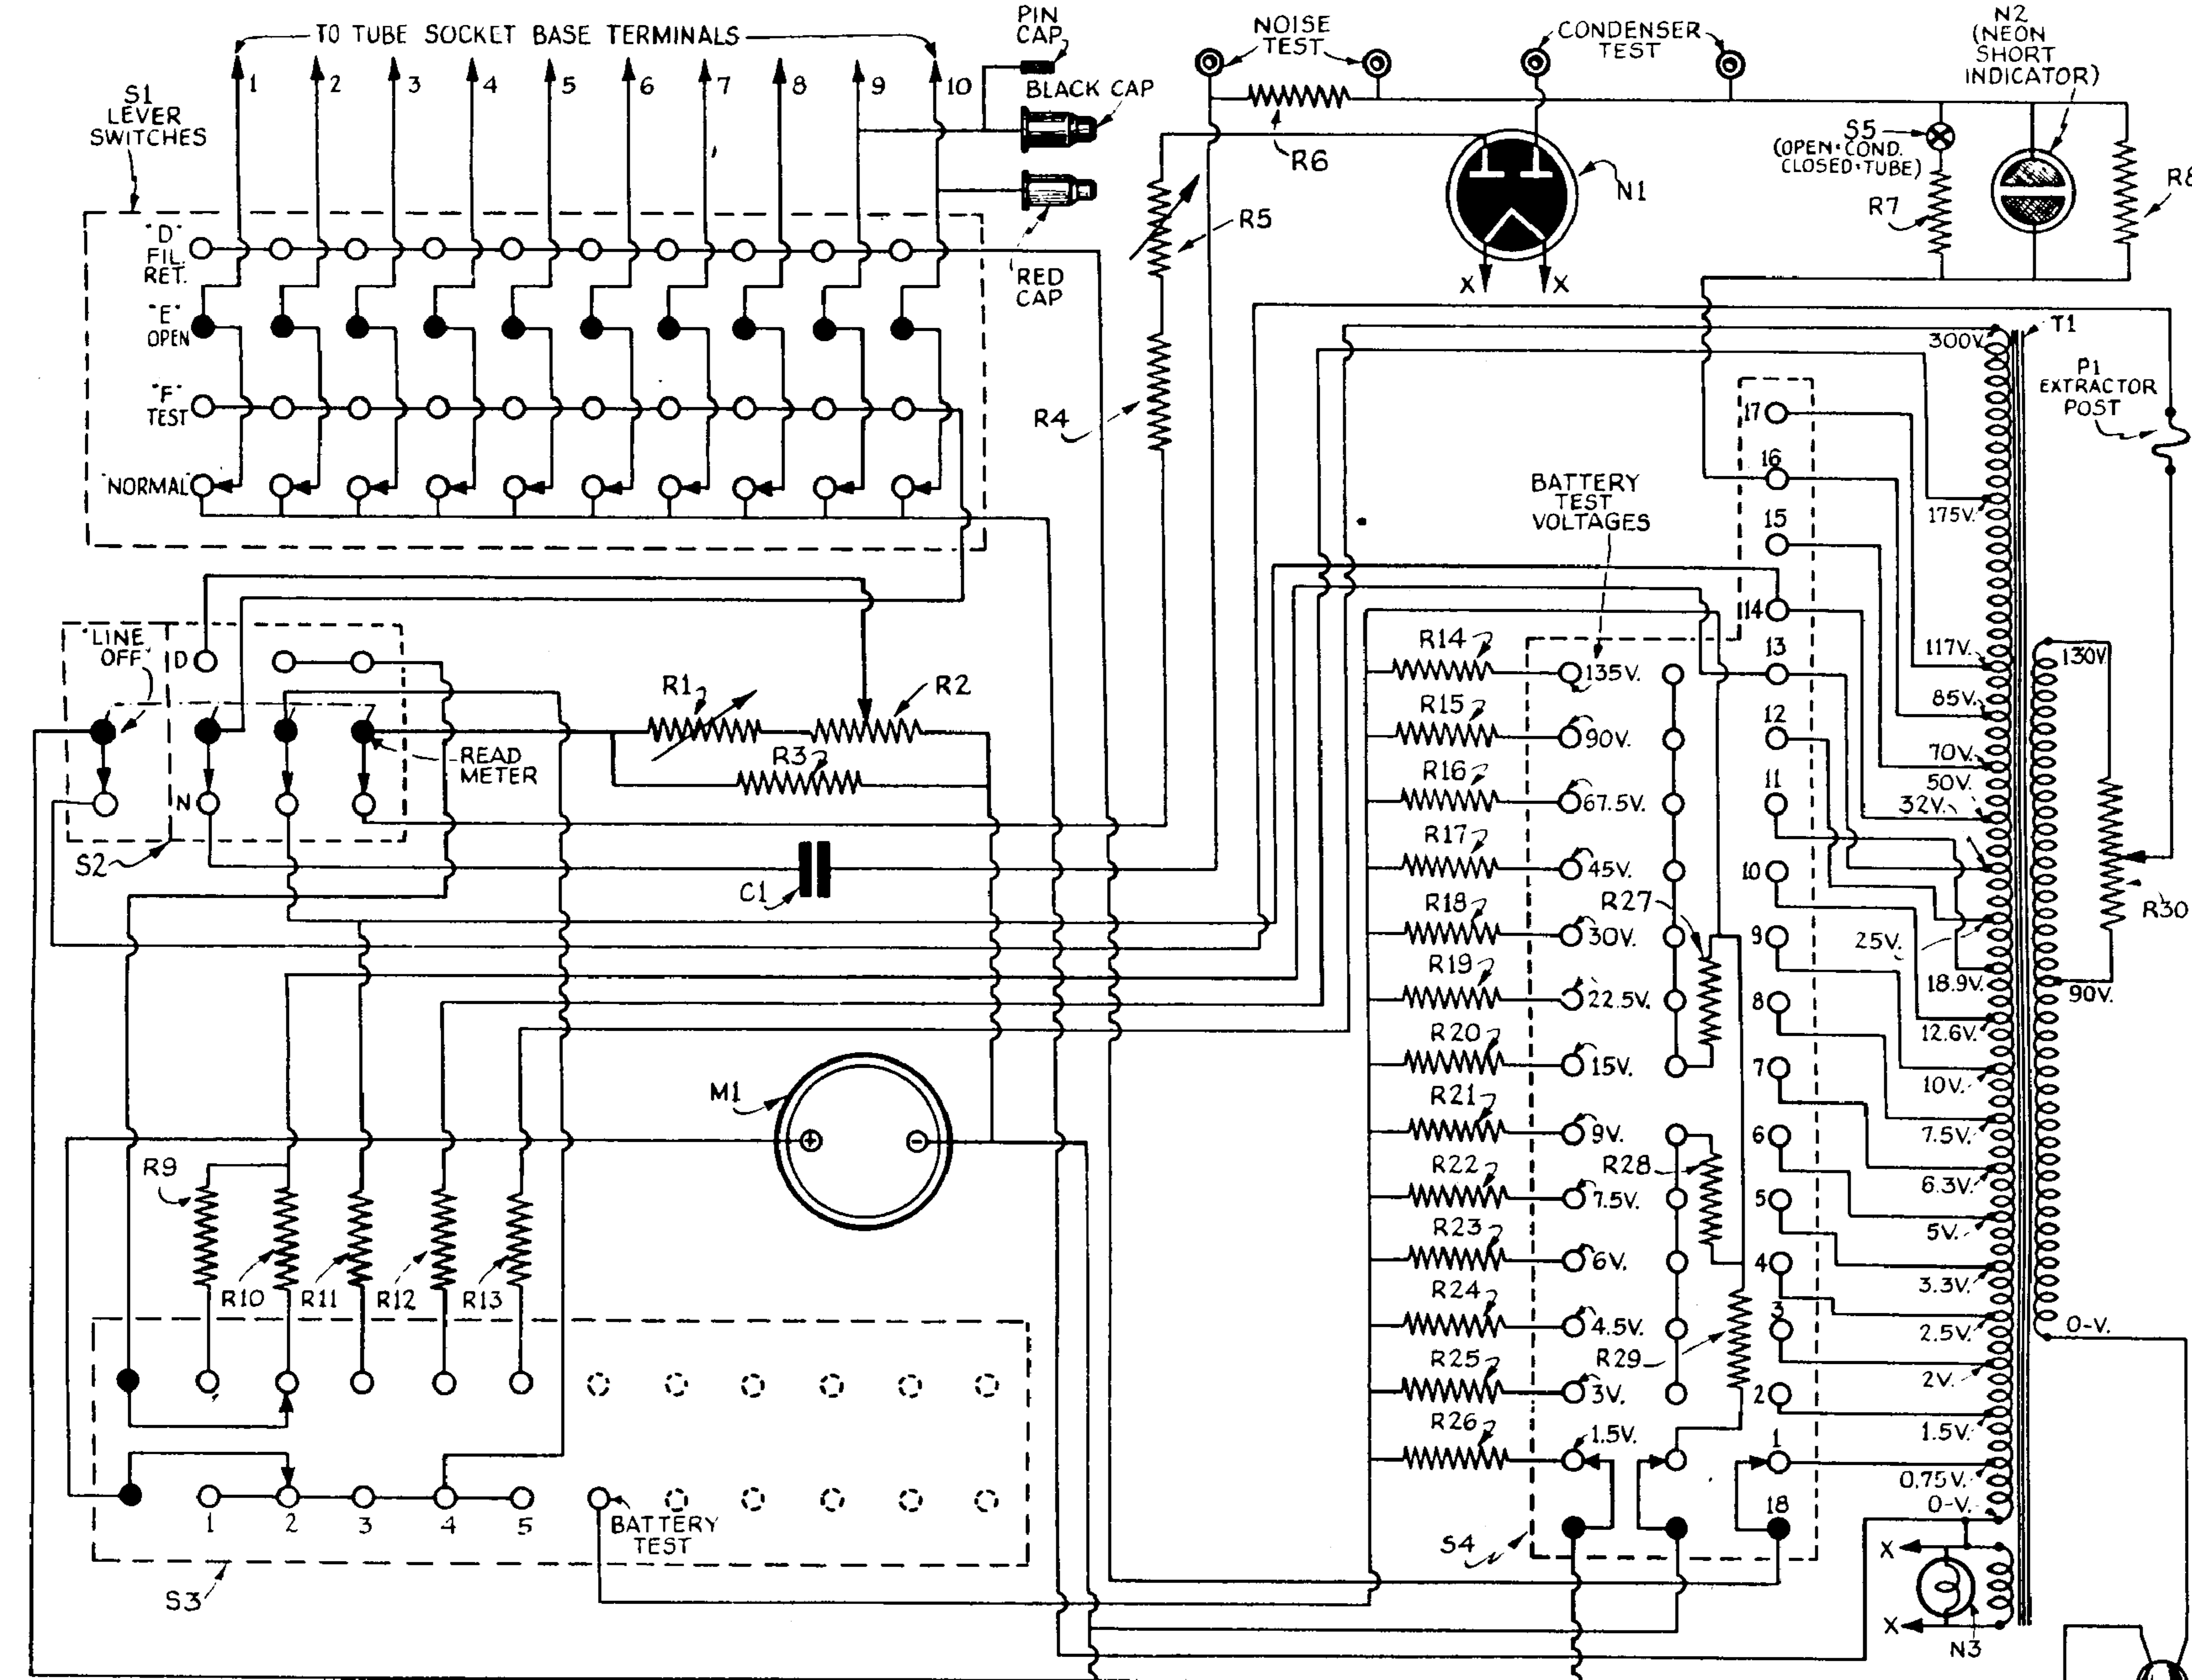 TO TUBE SOCKET BASE TERMINALS
1 2 3 4 5 6 7 8 9 10
PIN
CAP
BLACK CAP
RED
CAP
NOISE
TEST
CONDENSER
TEST
N2
(NEON
SHORT
INDICATOR)
S1
LEVER
SWITCHES
"D"
FIL.
RET.
"E"
OPEN
"F"
TEST
"NORMAL"
R6
N1
X X
R5
R4
S5
(OPEN·COND.
CLOSED·TUBE)
R7
R8
T1
P1
EXTRACTOR
POST
BATTERY
TEST
VOLTAGES
300V.
175V.
117V.
85V.
70V.
50V.
32V.
25V.
18.9V.
12.6V.
10V.
7.5V.
6.3V.
5V.
3.3V.
2.5V.
2V.
1.5V.
0.75V.
0-V.
130V.
90V.
0-V.
R30
17
16
15
14
13
12
11
10
9
8
7
6
5
4
3
2
1
18
"LINE
OFF"
D
N
READ
METER
S2
R1
R2
R3
C1
M1
+ -
R14 135V.
R15 90V.
R16 67.5V.
R17 45V.
R18 30V.
R19 22.5V.
R20 15V.
R21 9V.
R22 7.5V.
R23 6V.
R24 4.5V.
R25 3V.
R26 1.5V.
R27
R28
R29
S4
R9
R10 R11 R12 R13
1 2 3 4 5
BATTERY
TEST
S3
X
X
N3